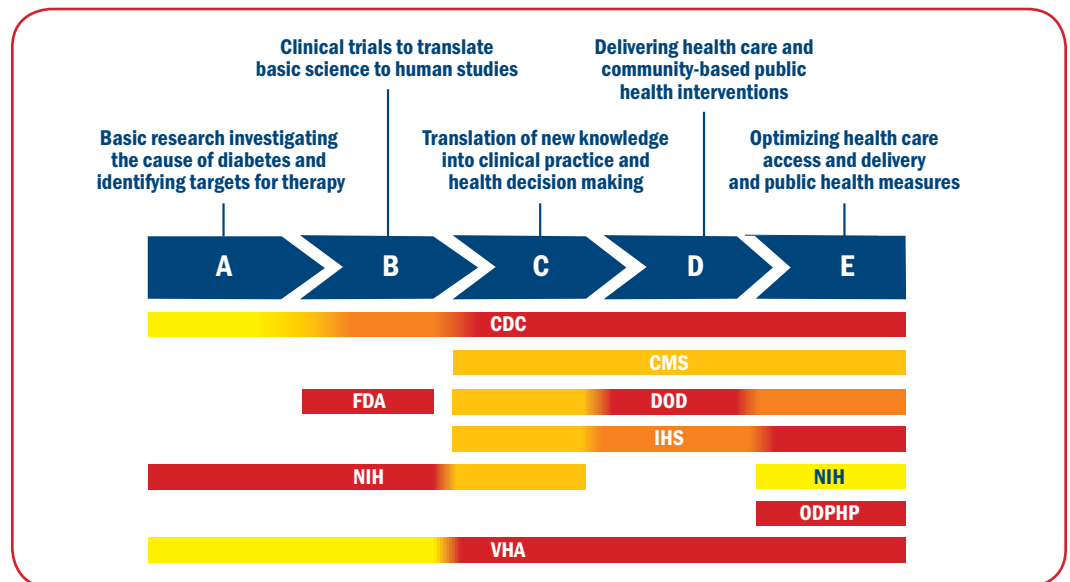 Clinical trials to translate
basic science to human studies
Delivering health care and
community-based public
health interventions
Basic research investigating
the cause of diabetes and
identifying targets for therapy
Translation of new knowledge
into clinical practice and
health decision making
Optimizing health care
access and delivery
and public health measures
A B C D E
CDC
CMS
FDA DOD
IHS
NIH NIH
ODPHP
VHA